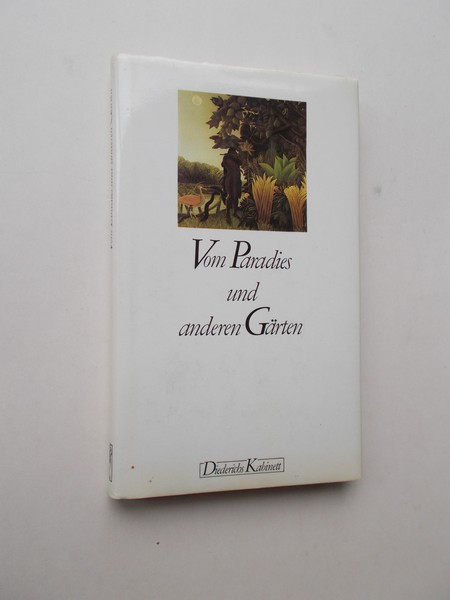 Vom Paradies
und
anderen Gärten
Diederichs Kabinett